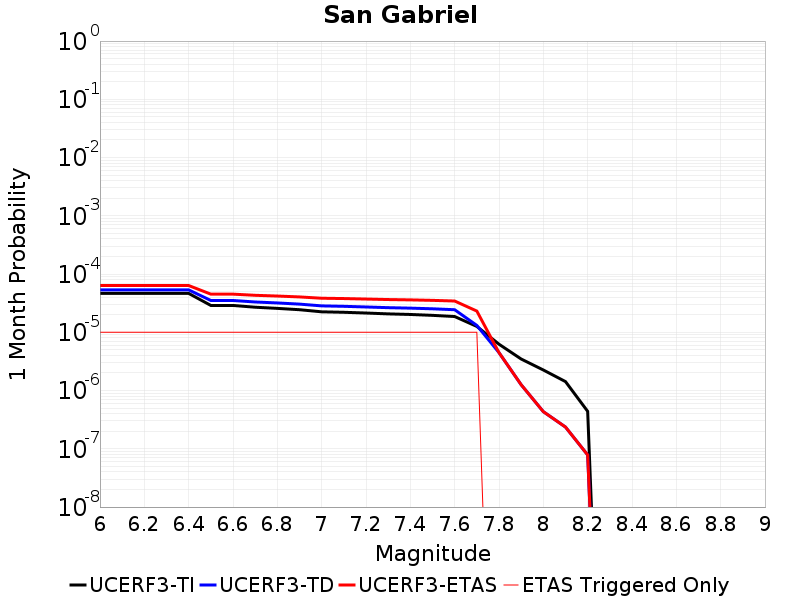 San Gabriel
1 Month Probability
10^0
10^-1
10^-2
10^-3
10^-4
10^-5
10^-6
10^-7
10^-8
6 6.2 6.4 6.6 6.8 7 7.2 7.4 7.6 7.8 8 8.2 8.4 8.6 8.8 9
Magnitude
UCERF3-TI UCERF3-TD UCERF3-ETAS ETAS Triggered Only